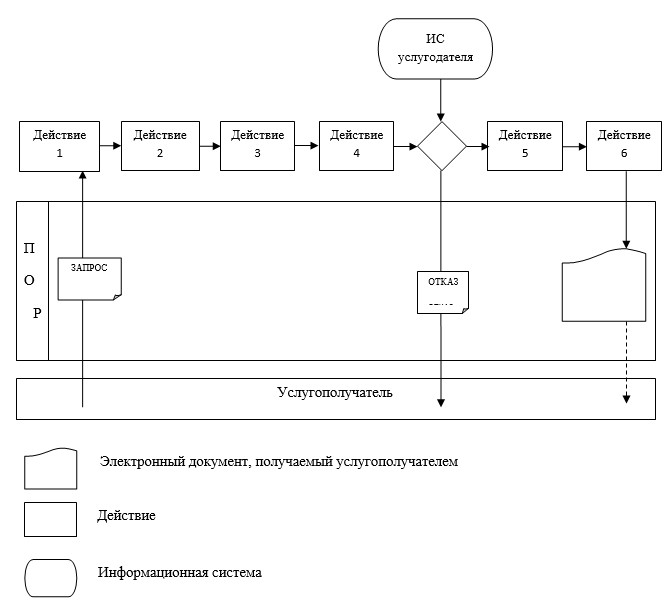 ИС
услугодателя
Действие
1
Действие
2
Действие
3
Действие
4
Действие
5
Действие
6
П
О
Р
ЗАПРОС
ОТКАЗ
Услугополучатель
Электронный документ, получаемый услугополучателем
Действие
Информационная система